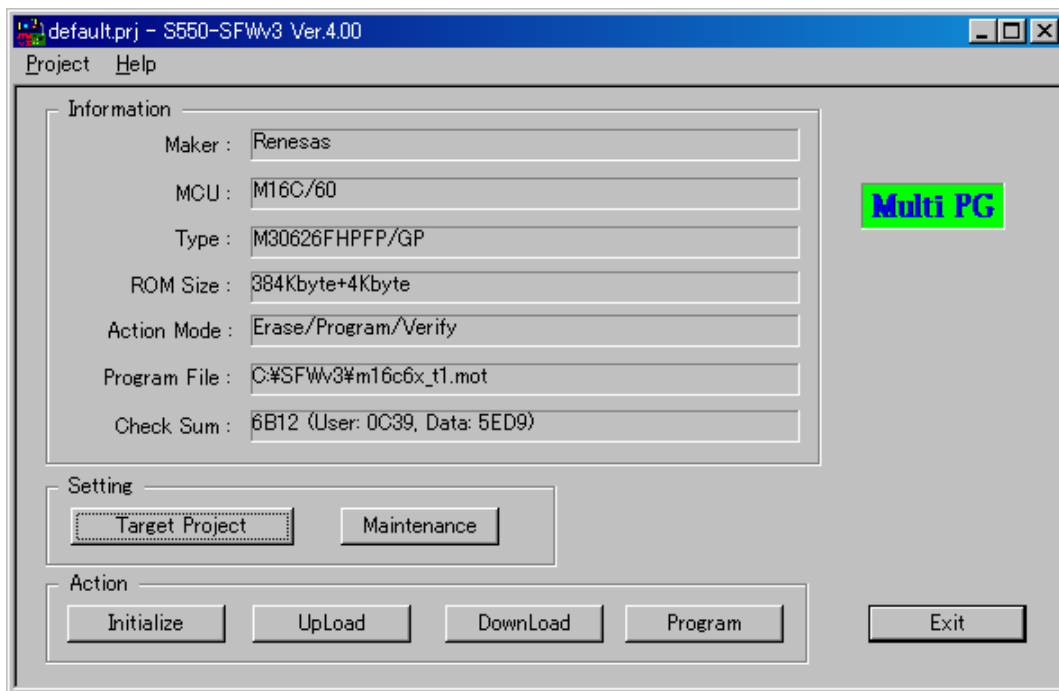 default.prj - S550-SFWv3 Ver.4.00
Project Help
Information
Maker : Renesas
MCU : M16C/60
Multi PG
Type : M30626FHPFP/GP
ROM Size : 384Kbyte+4Kbyte
Action Mode : Erase/Program/Verify
Program File : C:¥SFWv3¥m16c6x_t1.mot
Check Sum : 6B12 (User: 0C39, Data: 5ED9)
Setting
Target Project Maintenance
Action
Initialize UpLoad DownLoad Program Exit